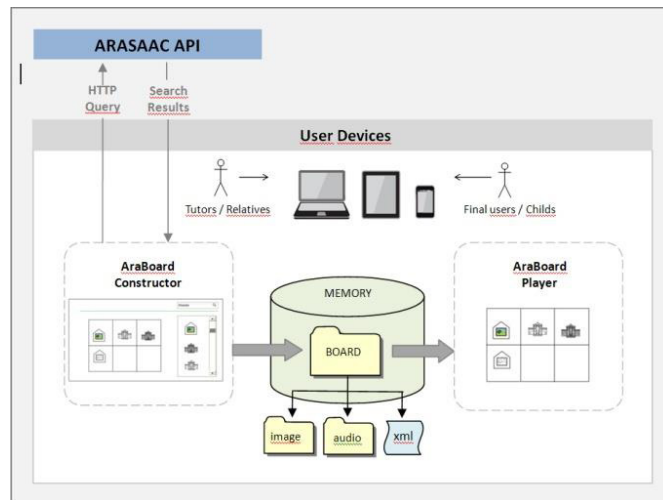 ARASAAC API
HTTP
Query
Search
Results
User Devices
Tutors / Relatives
Final users / Childs
AraBoard
Constructor
MEMORY
BOARD
AraBoard
Player
image
audio
xml